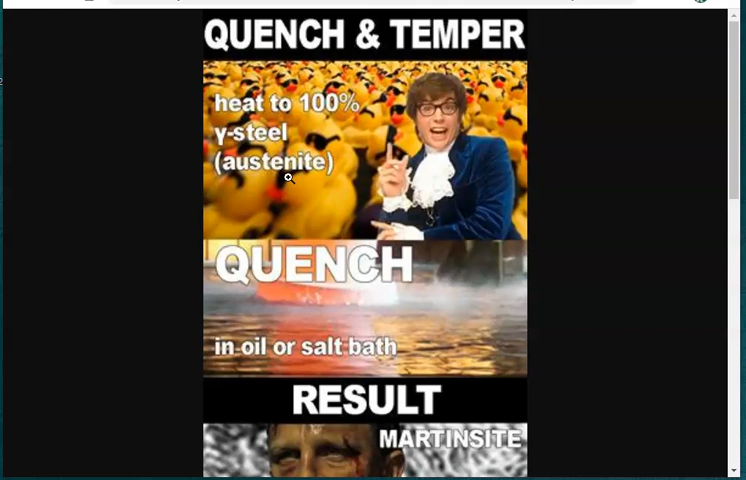 QUENCH & TEMPER
heat to 100%
γ-steel
(austenite)
QUENCH
in oil or salt bath
RESULT
MARTINSITE